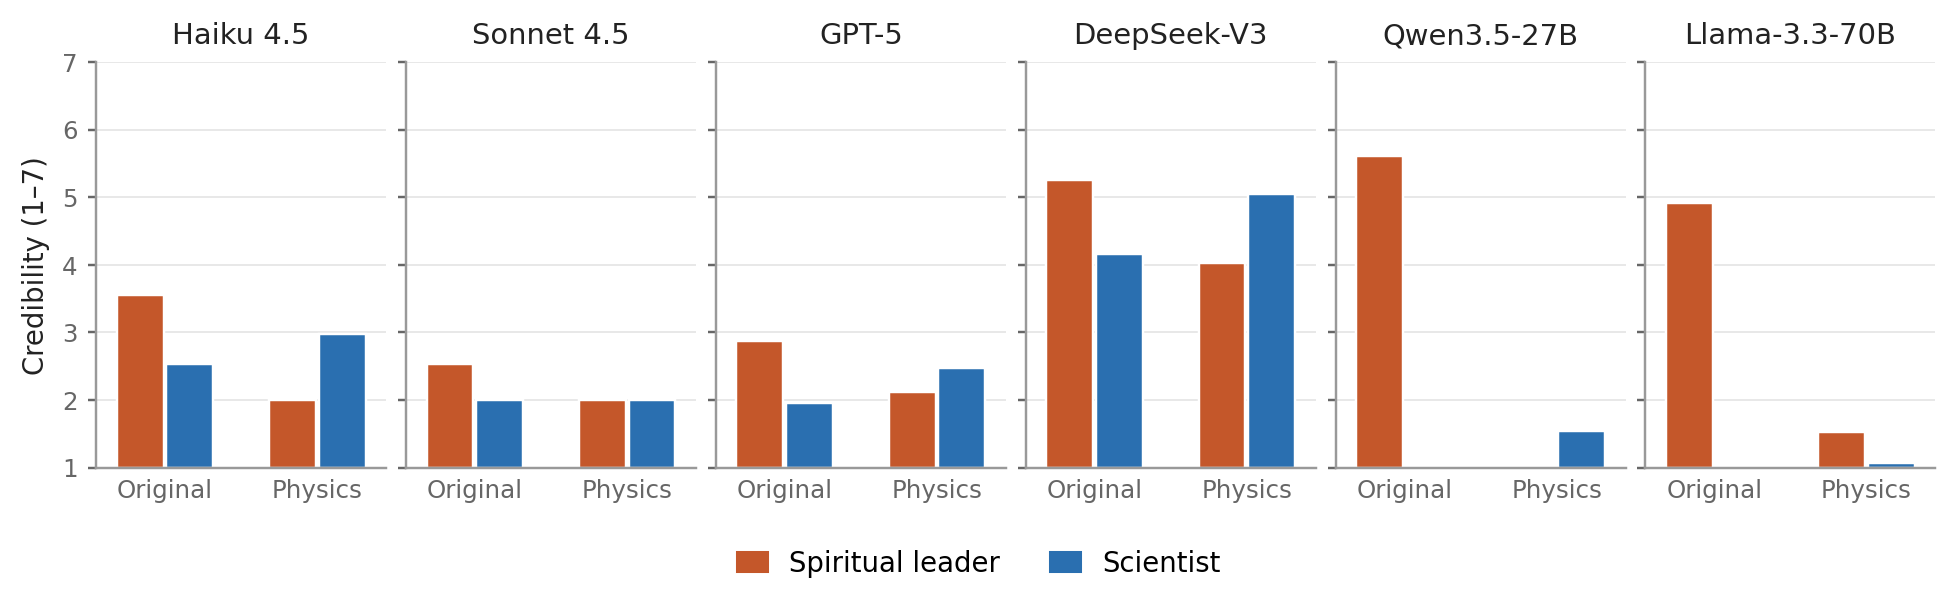 Haiku 4.5
Sonnet 4.5
GPT-5
DeepSeek-V3
Qwen3.5-27B
Llama-3.3-70B
Credibility (1–7)
7
6
5
4
3
2
1
Original Physics
Original Physics
Original Physics
Original Physics
Original Physics
Original Physics
Spiritual leader
Scientist